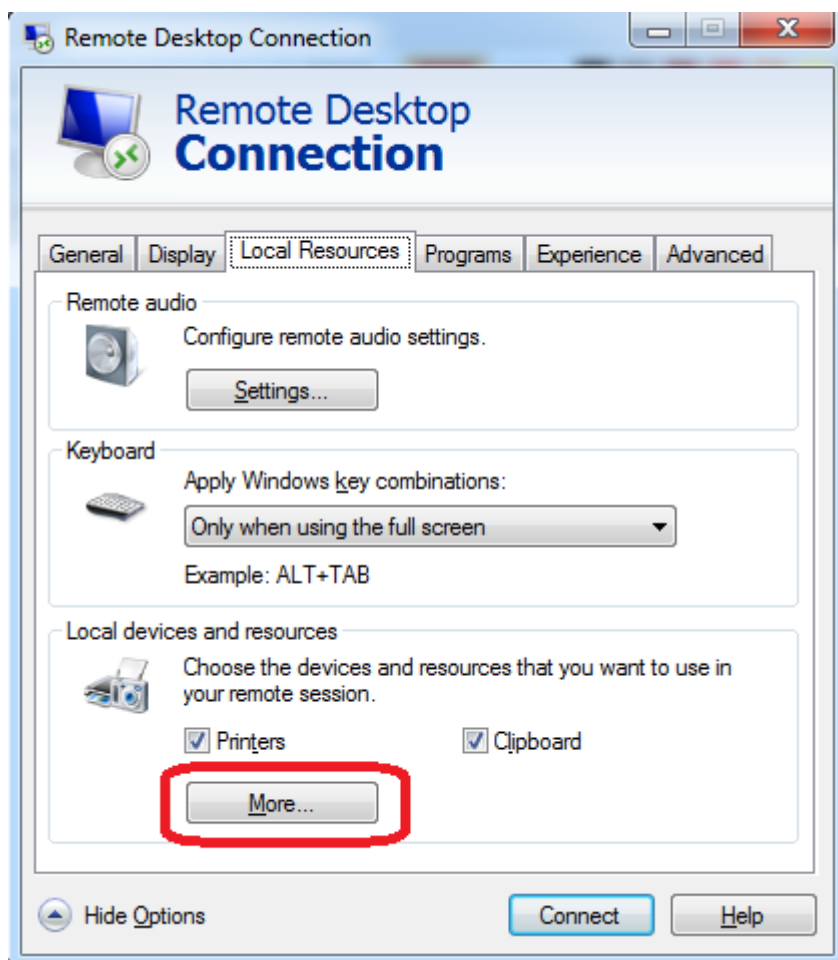 Remote Desktop Connection
Remote Desktop
Connection
General Display Local Resources Programs Experience Advanced
Remote audio
Configure remote audio settings.
Settings...
Keyboard
Apply Windows key combinations:
Only when using the full screen
Example: ALT+TAB
Local devices and resources
Choose the devices and resources that you want to use in
your remote session.
Printers Clipboard
More...
Hide Options Connect Help